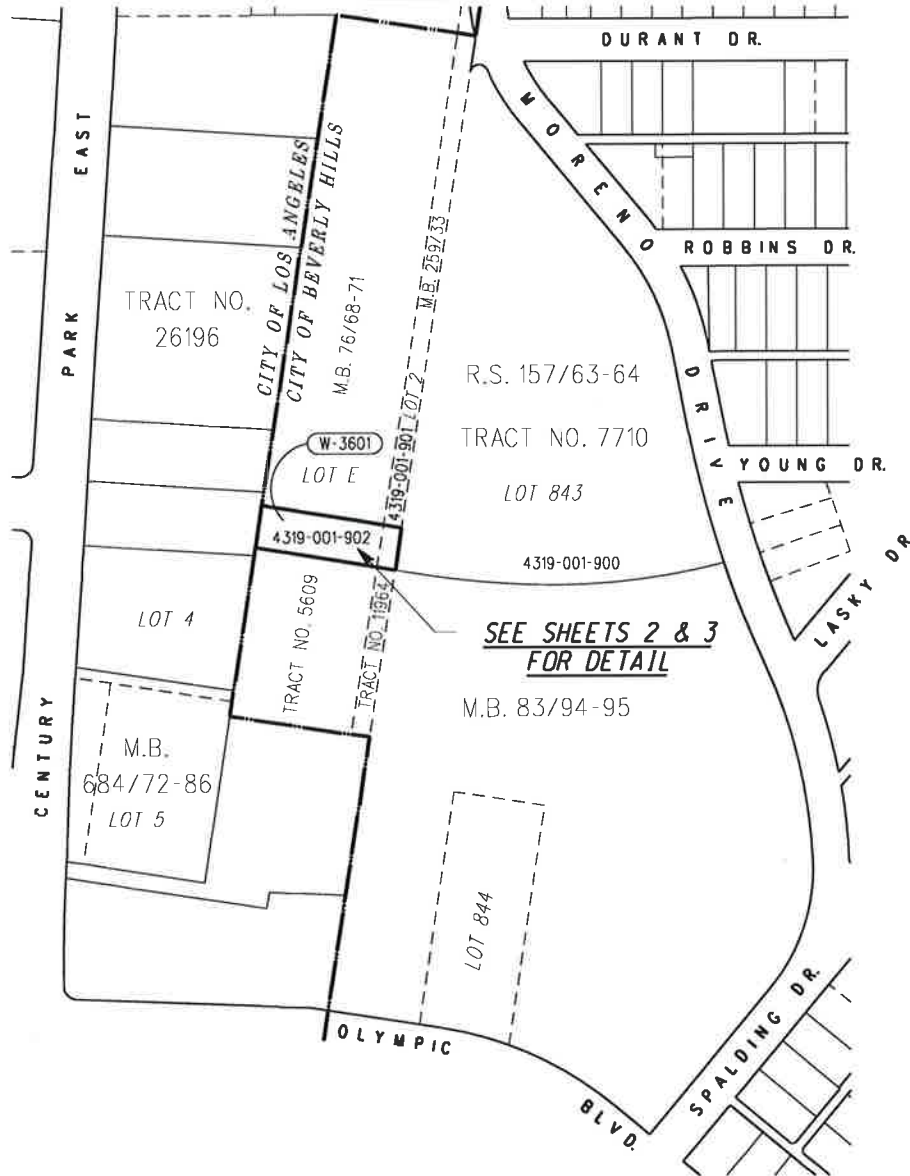 DURANT DR.
MORENO
DRIVE
EAST
PARK
CENTURY
CITY OF LOS ANGELES
CITY OF BEVERLY HILLS
M.B. 76/68-71
M.B. 259/33
ROBBINS DR.
TRACT NO.
26196
R.S. 157/63-64
TRACT NO. 7710
LOT 843
W-3601
LOT E
4319-001-901 LOT 2
YOUNG DR.
4319-001-902
4319-001-900
LASKY DR
LOT 4
TRACT NO. 5609
TRACT NO. 11964
SEE SHEETS 2 & 3
FOR DETAIL
M.B. 83/94-95
M.B.
684/72-86
LOT 5
LOT 844
OLYMPIC
BLVD.
SPALDING DR.